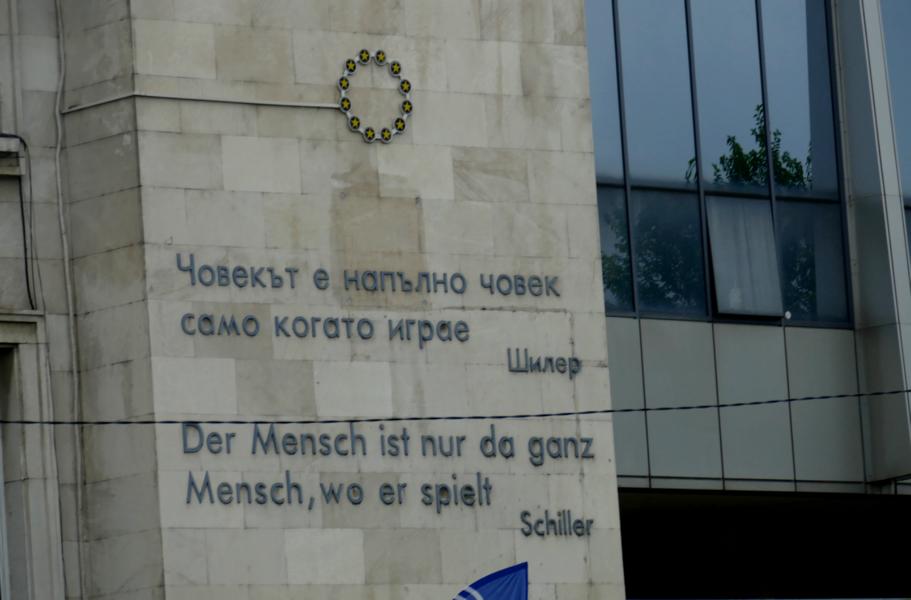 Човекът е напълно човек
само когато играе
Шилер
Der Mensch ist nur da ganz
Mensch, wo er spielt
Schiller